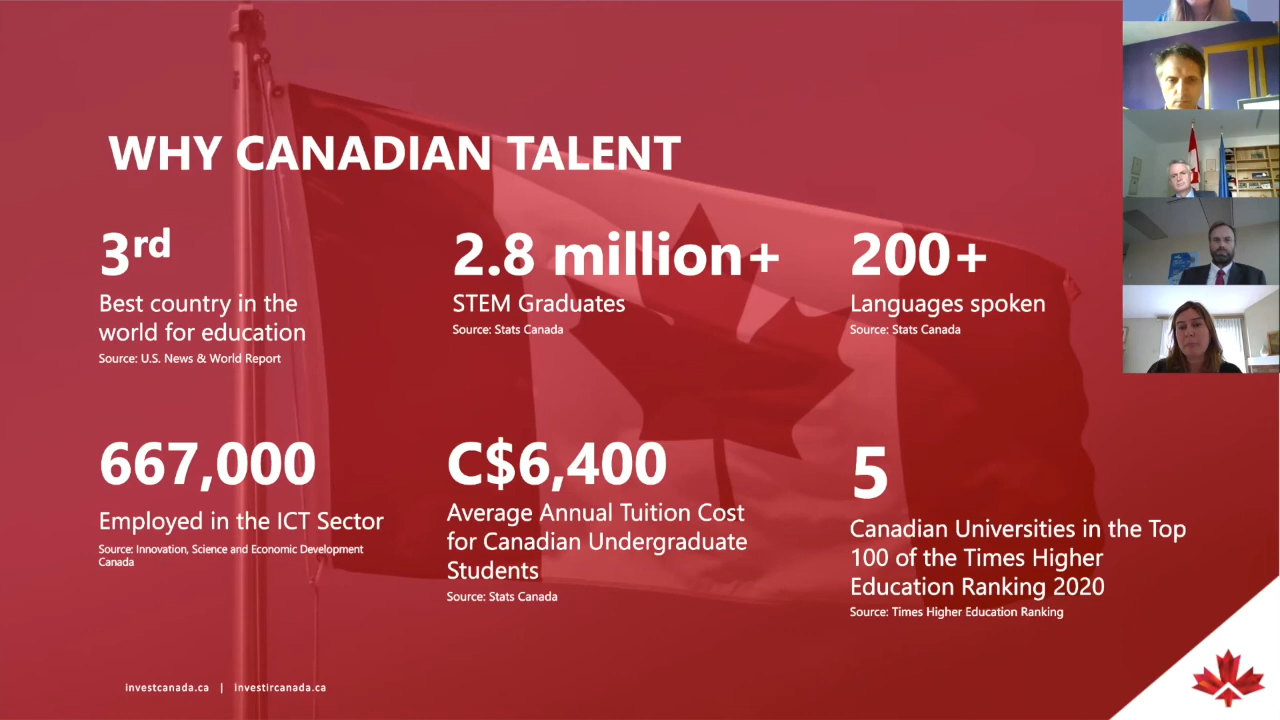 WHY CANADIAN TALENT
3rd
Best country in the
world for education
Source: U.S. News & World Report
2.8 million+
STEM Graduates
Source: Stats Canada
200+
Languages spoken
Source: Stats Canada
667,000
Employed in the ICT Sector
Source: Innovation, Science and Economic Development
Canada
C$6,400
Average Annual Tuition Cost
for Canadian Undergraduate
Students
Source: Stats Canada
5
Canadian Universities in the Top
100 of the Times Higher
Education Ranking 2020
Source: Times Higher Education Ranking
investcanada.ca | investircanada.ca